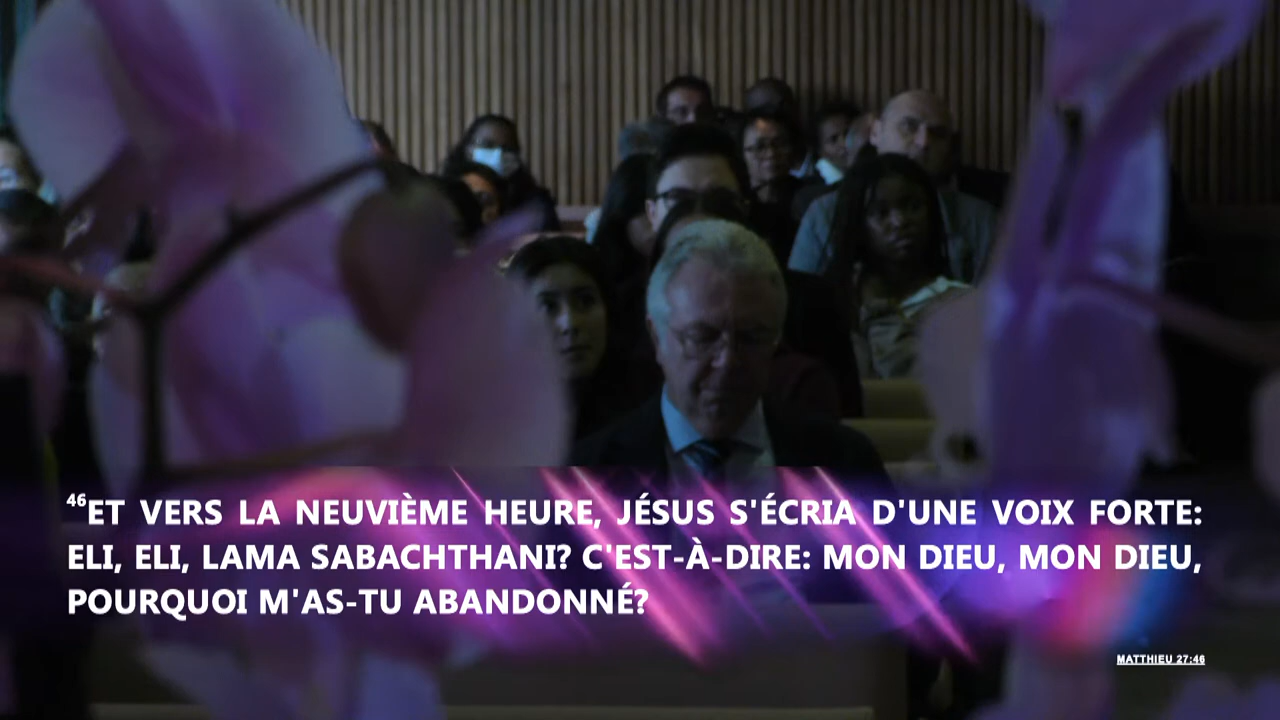 46ET VERS LA NEUVIÈME HEURE, JÉSUS S'ÉCRIA D'UNE VOIX FORTE:
ELI, ELI, LAMA SABACHTHANI? C'EST-À-DIRE: MON DIEU, MON DIEU,
POURQUOI M'AS-TU ABANDONNÉ?
MATTHIEU 27:46